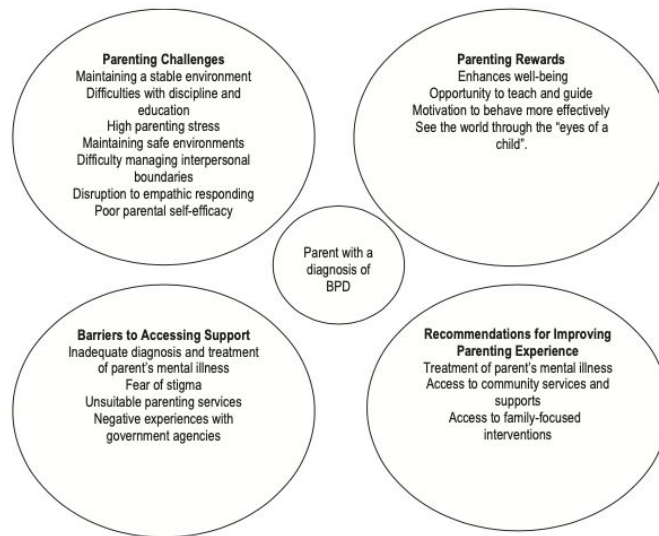 Parenting Challenges
Maintaining a stable environment
Difficulties with discipline and
education
High parenting stress
Maintaining safe environments
Difficulty managing interpersonal
boundaries
Disruption to empathic responding
Poor parental self-efficacy
Parenting Rewards
Enhances well-being
Opportunity to teach and guide
Motivation to behave more effectively
See the world through the “eyes of a
child”.
Parent with a
diagnosis of
BPD
Barriers to Accessing Support
Inadequate diagnosis and treatment
of parent’s mental illness
Fear of stigma
Unsuitable parenting services
Negative experiences with
government agencies
Recommendations for Improving
Parenting Experience
Treatment of parent’s mental illness
Access to community services and
supports
Access to family-focused
interventions